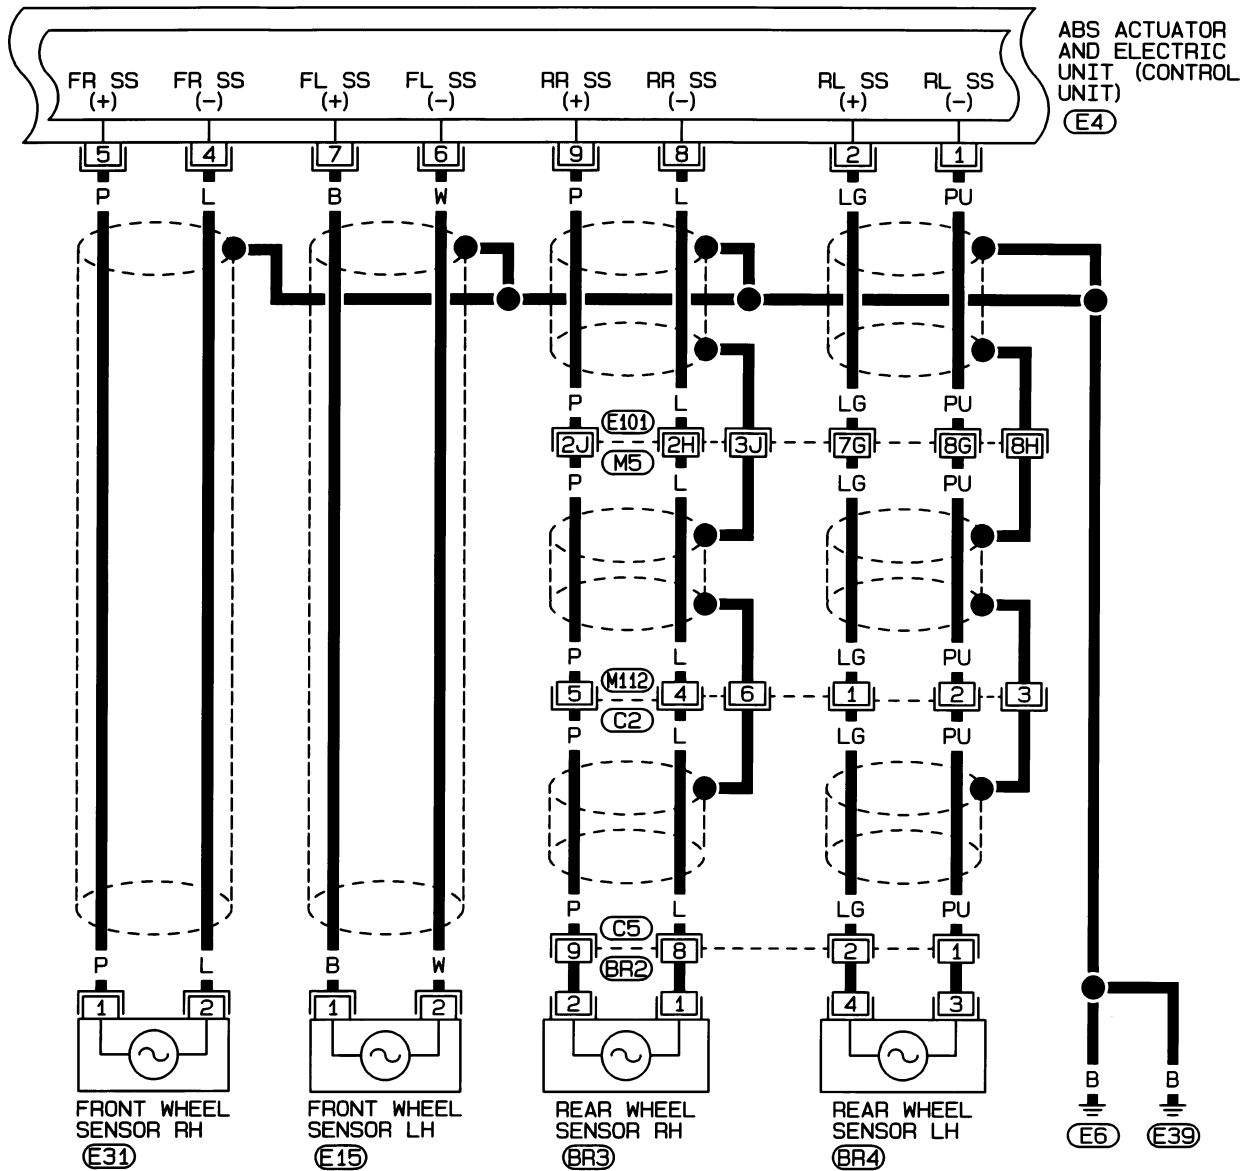 ABS ACTUATOR
AND ELECTRIC
UNIT (CONTROL
UNIT)
E4
FR SS FR SS FL SS FL SS RR SS RR SS RL SS RL SS
(+) (-) (+) (-) (+) (-) (+) (-)
5 4 7 6 9 8 2 1
P L B W P L LG PU
P L LG PU
E101
2J 2H 3J 7G 8G 8H
M5
P L LG PU
P L LG PU
M112
5 4 6 1 2 3
C2
P L LG PU
P L LG PU
C5
9 8 2 1
BR2
P L B W
1 2 1 2 2 1 4 3
B B
FRONT WHEEL
SENSOR RH
E31
FRONT WHEEL
SENSOR LH
E15
REAR WHEEL
SENSOR RH
BR3
REAR WHEEL
SENSOR LH
BR4
E6 E39